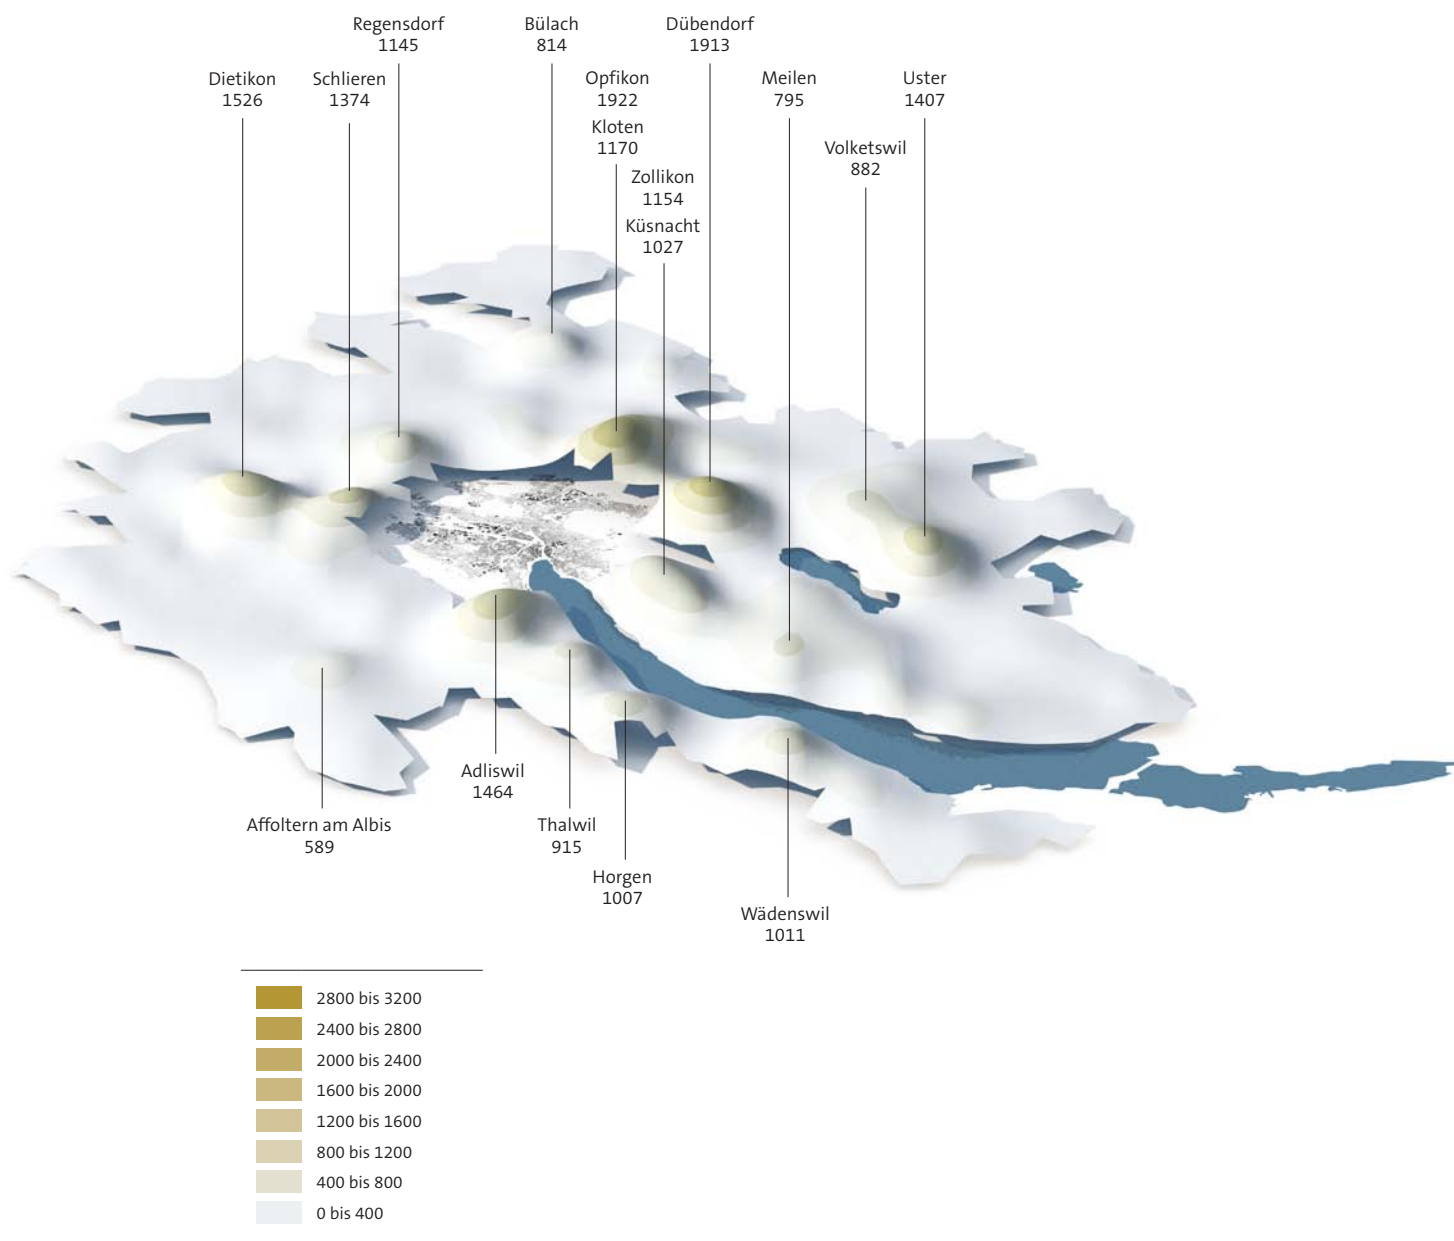 Regensdorf
1145
Bülach
814
Dübendorf
1913
Dietikon
1526
Schlieren
1374
Opfikon
1922
Meilen
795
Uster
1407
Kloten
1170
Volketswil
882
Zollikon
1154
Küsnacht
1027
Adliswil
1464
Affoltern am Albis
589
Thalwil
915
Horgen
1007
Wädenswil
1011
2800 bis 3200
2400 bis 2800
2000 bis 2400
1600 bis 2000
1200 bis 1600
800 bis 1200
400 bis 800
0 bis 400